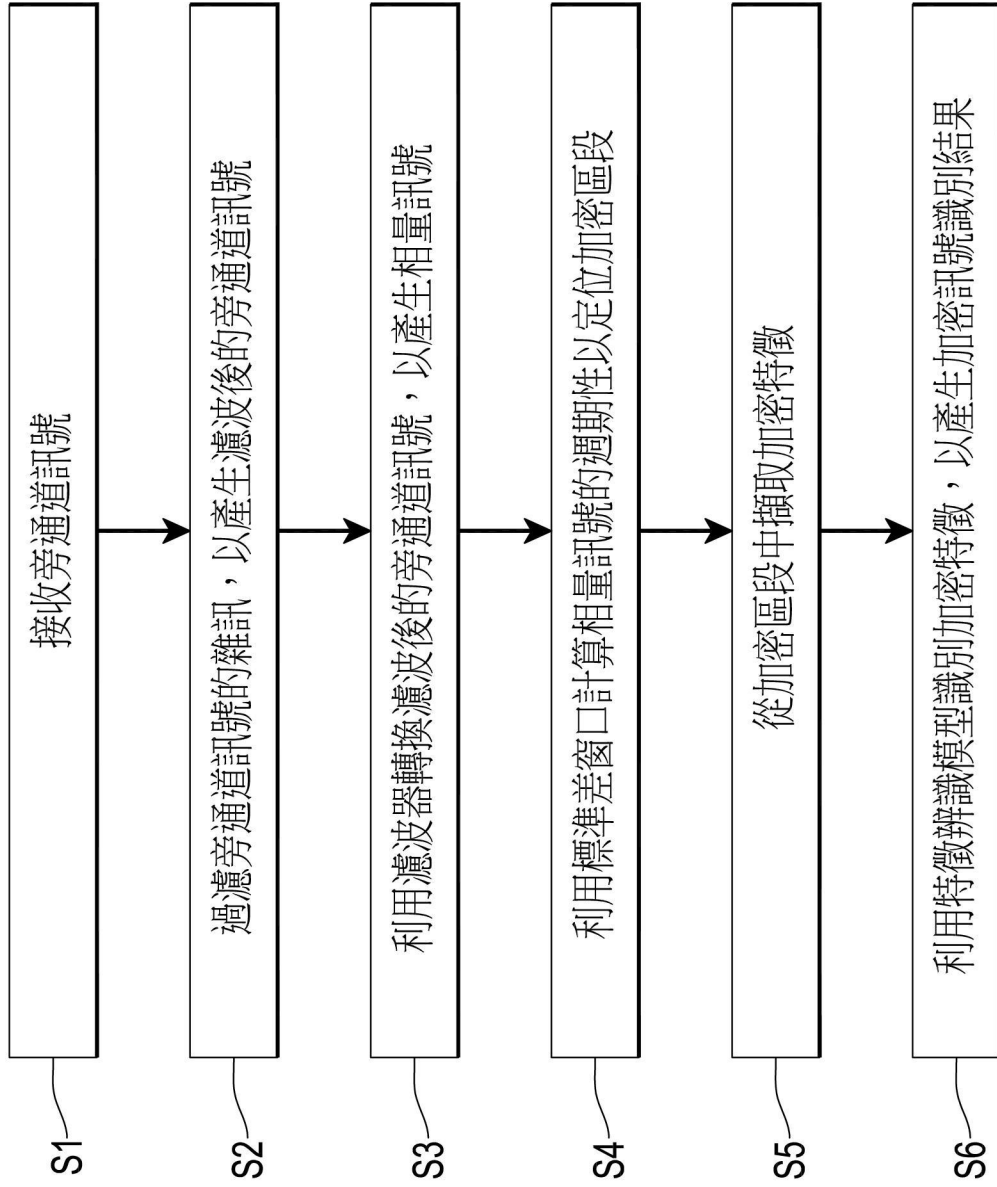 S1
接收旁通道訊號
S2
過濾旁通道訊號的雜訊，以產生濾波後的旁通道訊號
S3
利用濾波器轉換濾波後的旁通道訊號，以產生相量訊號
S4
利用標準差窗口計算相量訊號的週期性以定位加密區段
S5
從加密區段中擷取加密特徵
S6
利用特徵辨識模型識別加密特徵，以產生加密訊號識別結果